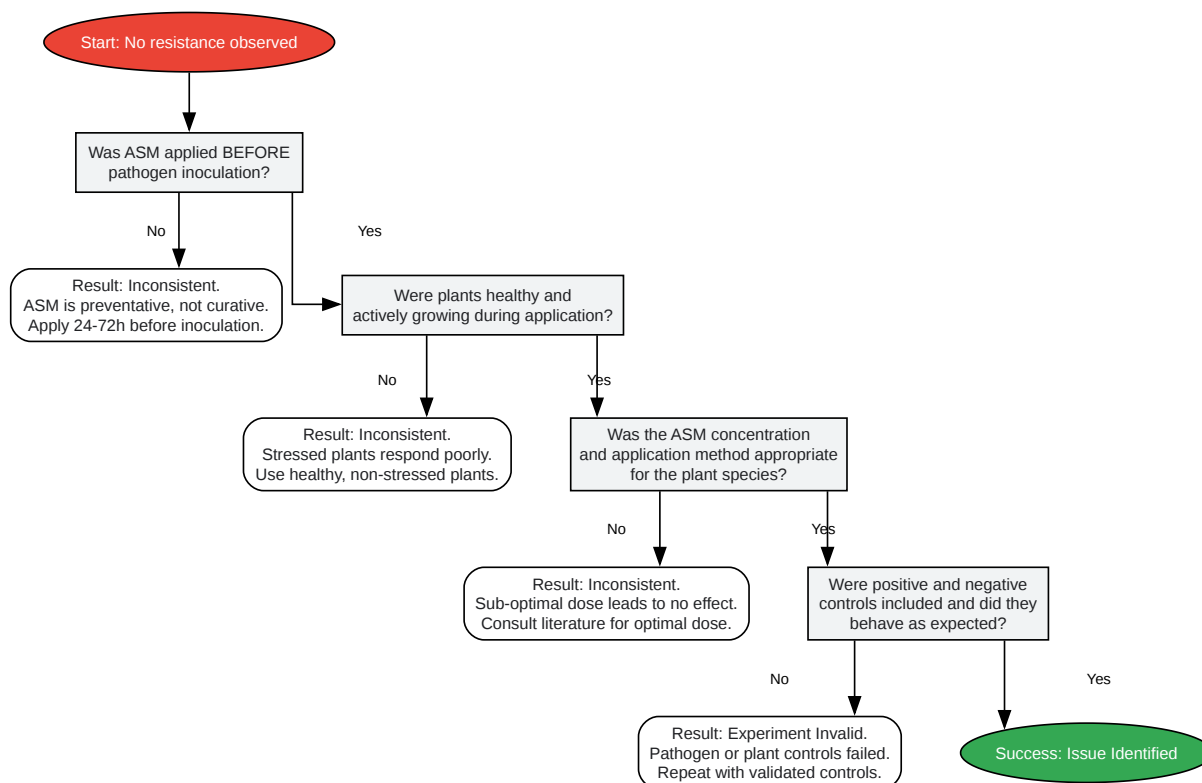 Start: No resistance observed
Was ASM applied BEFORE
pathogen inoculation?
No
Yes
Result: Inconsistent.
ASM is preventative, not curative.
Apply 24-72h before inoculation.
Were plants healthy and
actively growing during application?
No
Yes
Result: Inconsistent.
Stressed plants respond poorly.
Use healthy, non-stressed plants.
Was the ASM concentration
and application method appropriate
for the plant species?
No
Yes
Result: Inconsistent.
Sub-optimal dose leads to no effect.
Consult literature for optimal dose.
Were positive and negative
controls included and did they
behave as expected?
No
Yes
Result: Experiment Invalid.
Pathogen or plant controls failed.
Repeat with validated controls.
Success: Issue Identified